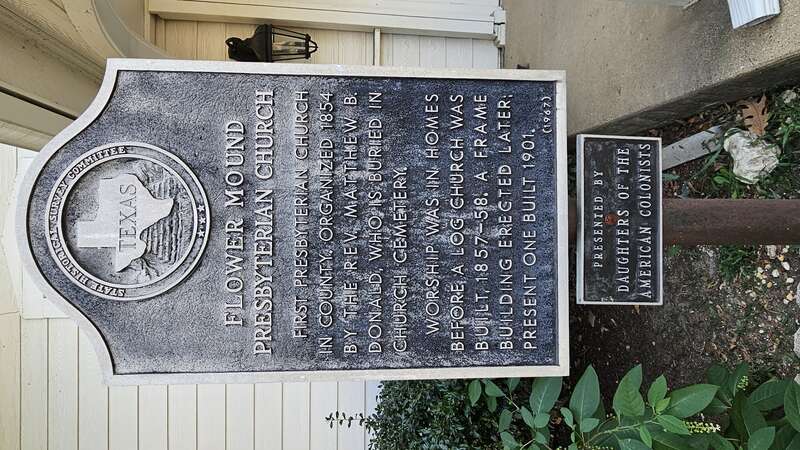 STATE HISTORICAL SURVEY COMMITTEE
TEXAS
FLOWER MOUND
PRESBYTERIAN CHURCH
FIRST PRESBYTERIAN CHURCH
IN COUNTY. ORGANIZED 1854
BY THE REV. MATTHEW B.
DONALD, WHO IS BURIED IN
CHURCH CEMETERY.
WORSHIP WAS IN HOMES
BEFORE A LOG CHURCH WAS
BUILT 1857-58. A FRAME
BUILDING ERECTED LATER;
PRESENT ONE BUILT 1901.
(1967)
PRESENTED BY
DAUGHTERS OF THE
AMERICAN COLONISTS